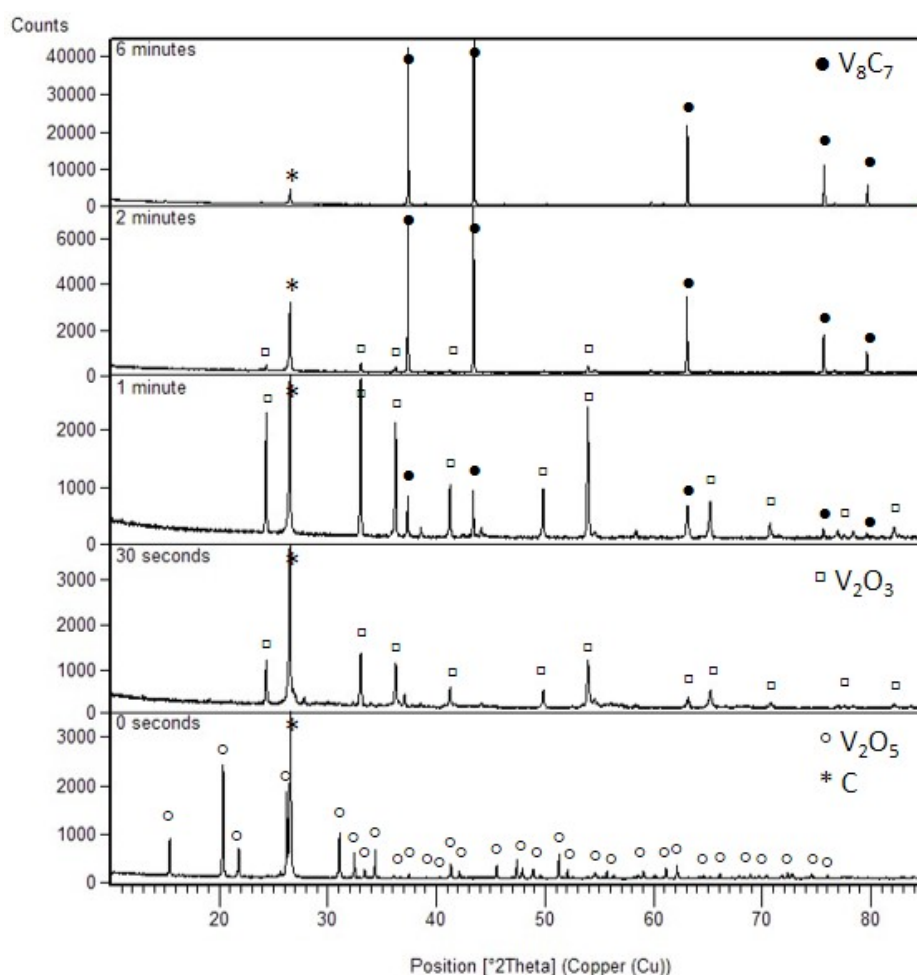 Counts
6 minutes
● V₈C₇
40000
30000
20000
10000
0
2 minutes
6000
4000
2000
0
1 minute
2000
1000
0
30 seconds
▫ V₂O₃
3000
2000
1000
0
0 seconds
○ V₂O₅
* C
3000
2000
1000
0
20 30 40 50 60 70 80
Position [°2Theta] (Copper (Cu))